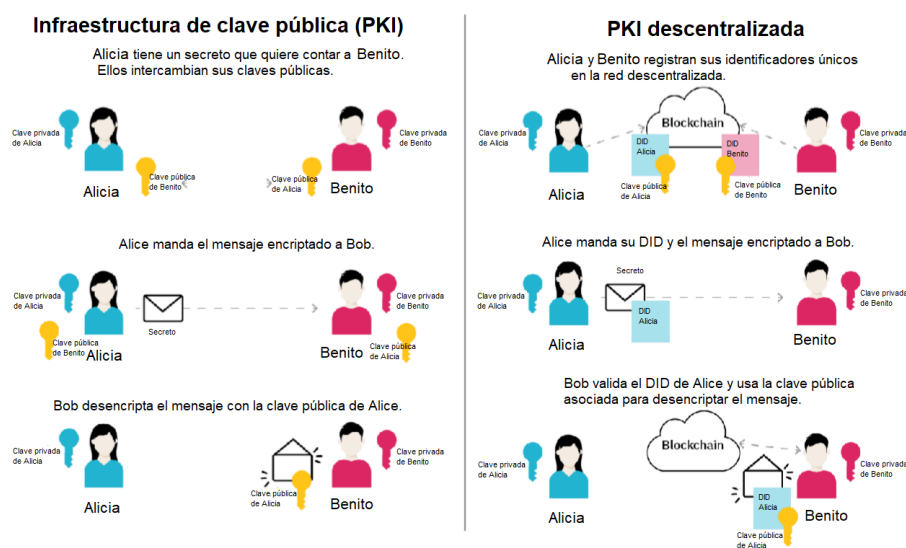 Infraestructura de clave pública (PKI)
Alicia tiene un secreto que quiere contar a Benito.
Ellos intercambian sus claves públicas.
Clave privada
de Alicia
Clave privada
de Benito
Clave pública
de Benito
Clave pública
de Alicia
Alicia
Benito
Alice manda el mensaje encriptado a Bob.
Clave privada
de Alicia
Clave privada
de Benito
Secreto
Clave pública
de Benito
Alicia
Benito
Clave pública
de Alicia
Bob desencripta el mensaje con la clave pública de Alice.
Clave privada
de Alicia
Clave privada
de Benito
Clave pública
de Alicia
Alicia
Benito
PKI descentralizada
Alicia y Benito registran sus identificadores únicos
en la red descentralizada.
Clave privada
de Alicia
Blockchain
Clave privada
de Benito
DID
Alicia
DID
Benito
Clave pública
de Alicia
Clave pública
de Benito
Alicia
Benito
Alice manda su DID y el mensaje encriptado a Bob.
Secreto
Clave privada
de Alicia
Clave privada
de Benito
DID
Alicia
Alicia
Benito
Bob valida el DID de Alice y usa la clave pública
asociada para desencriptar el mensaje.
Blockchain
Clave privada
de Alicia
Clave privada
de Benito
DID
Alicia
Alicia
Benito
Clave pública
de Alicia